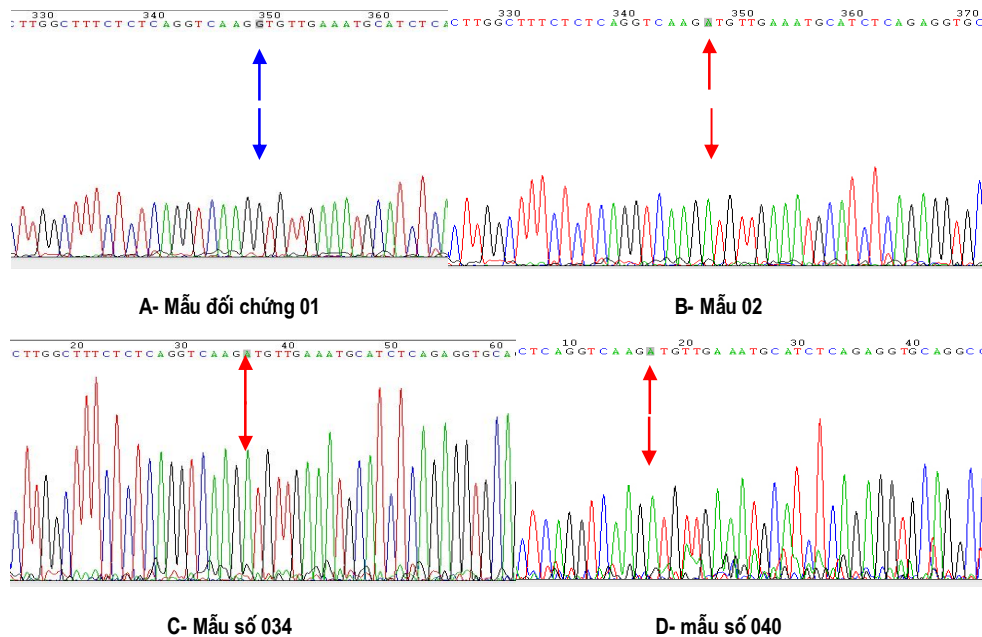 330 340 350 360
CTTGGCTTTCTCTCAGGTCAAGGTGTTGAAATGCATCTCA
330 340 350 360 370
CTTGGCTTTCTCTCAGGTCAAGATGTTGAAATGCATCTCAGAGGTGC
A- Mẫu đối chứng 01
B- Mẫu 02
20 30 40 50 60
CTTGGCTTTCTCTCAGGTCAAGATGTTGAAATGCATCTCAGAGGTGCA
10 20 30 40
CTCAGGTCAAGATGTTGAAATGCATCTCAGAGGTGCAGGCC
C- Mẫu số 034
D- mẫu số 040